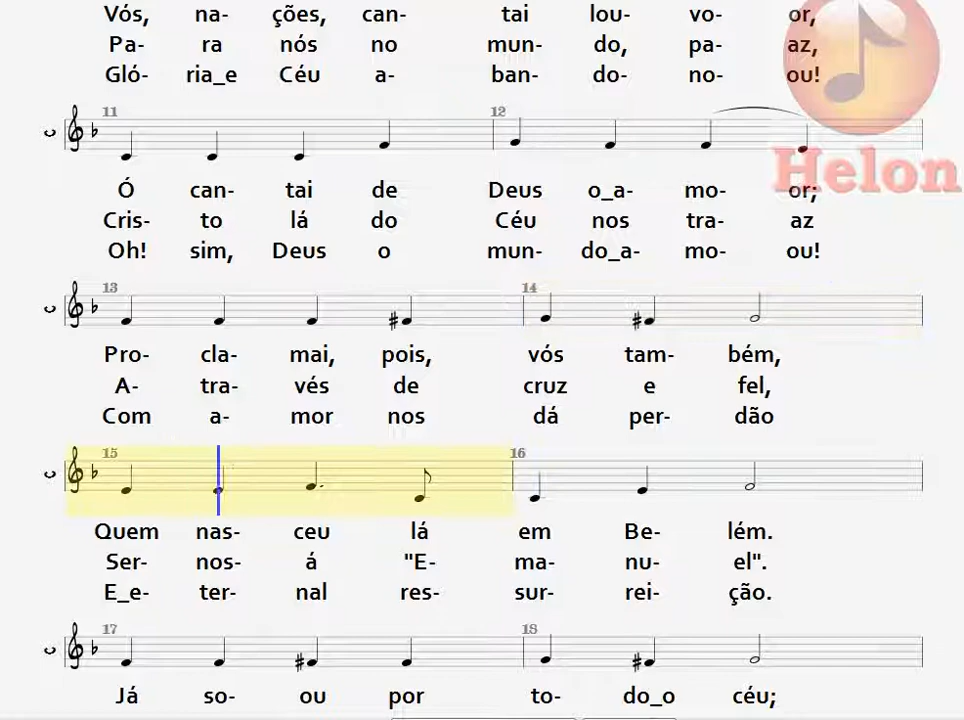 Vós, na- ções, can- tai lou- vo- or,
Pa- ra nós no mun- do, pa- az,
Gló- ria_e Céu a- ban- do- no- ou!
11 12
Helon
Ó can- tai de Deus o_a- mo- or;
Cris- to lá do Céu nos tra- az
Oh! sim, Deus o mun- do_a- mo- ou!
13 14
Pro- cla- mai, pois, vós tam- bém,
A- tra- vés de cruz e fel,
Com a- mor nos dá per- dão
15 16
Quem nas- ceu lá em Be- lém.
Ser- nos- á "E- ma- nu- el".
E_e- ter- nal res- sur- rei- ção.
17 18
Já so- ou por to- do_o céu;